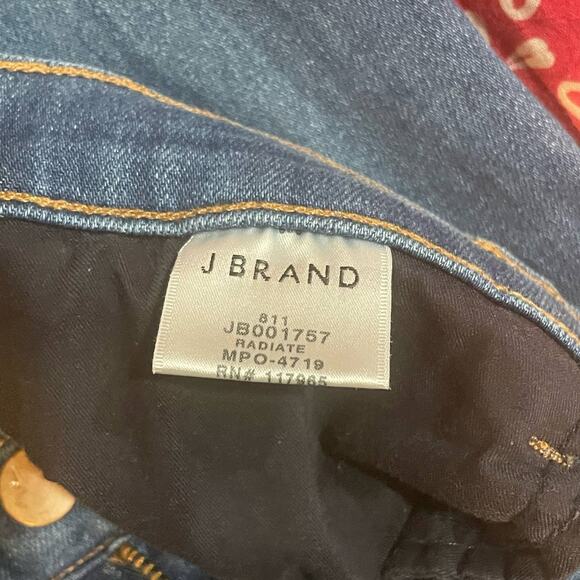 J BRAND
811
JB001757
RADIATE
MPO-4719
RN# 117965